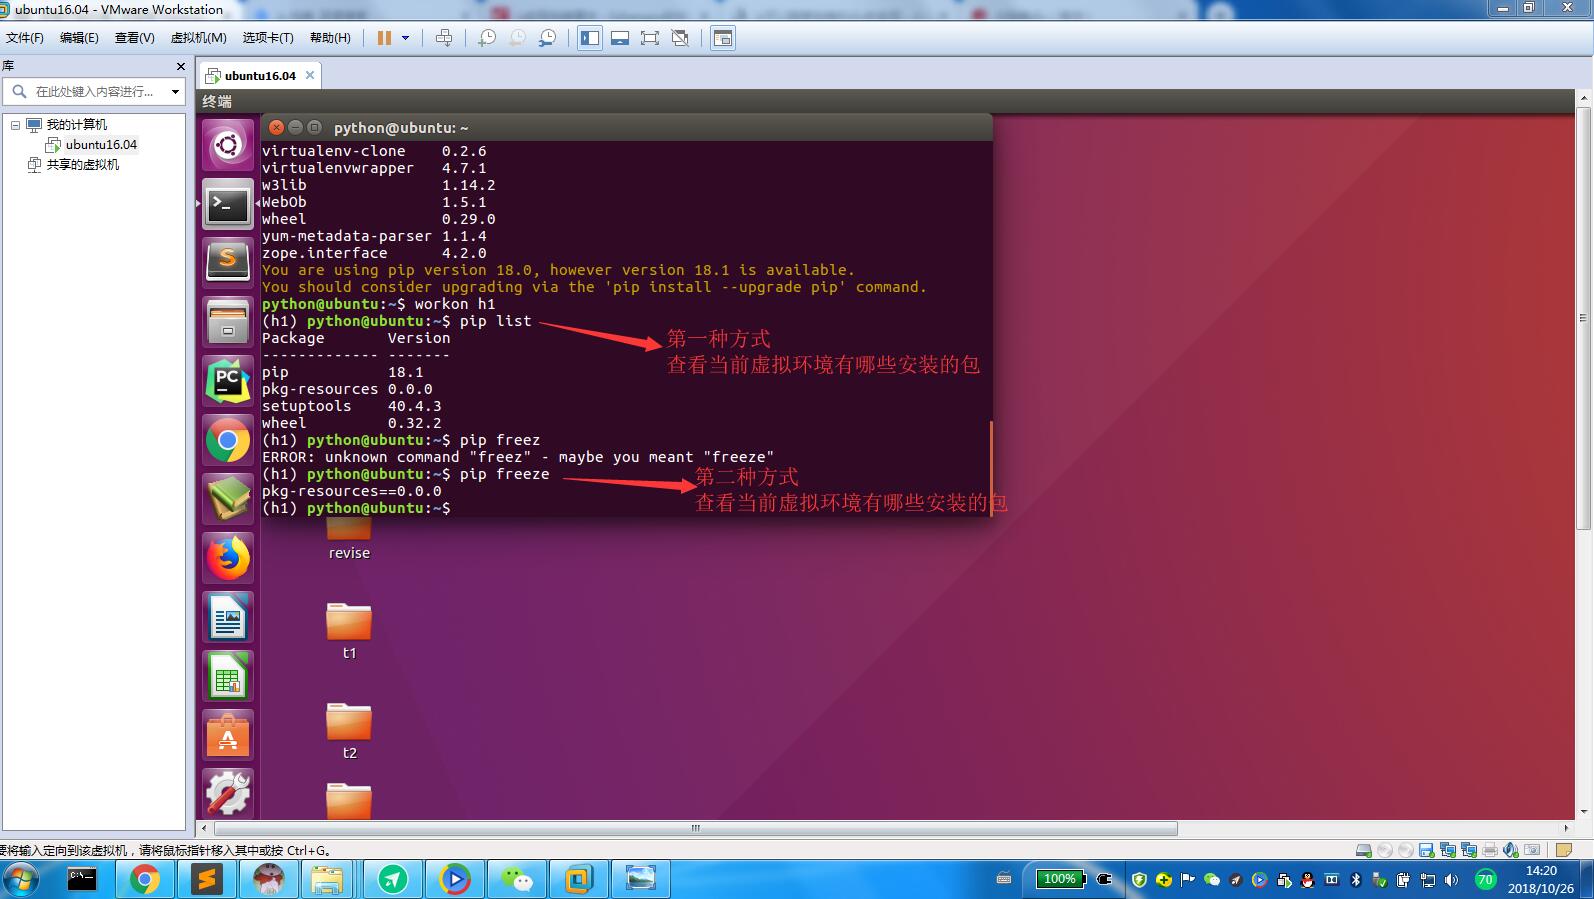 ubuntu16.04 - VMware Workstation
文件(F) 编辑(E) 查看(V) 虚拟机(M) 选项卡(T) 帮助(H)
库
在此处键入内容进行...
我的计算机
ubuntu16.04
共享的虚拟机
ubuntu16.04
终端
python@ubuntu: ~
virtualenv-clone 0.2.6
virtualenvwrapper 4.7.1
w3lib 1.14.2
WebOb 1.5.1
wheel 0.29.0
yum-metadata-parser 1.1.4
zope.interface 4.2.0
You are using pip version 18.0, however version 18.1 is available.
You should consider upgrading via the 'pip install --upgrade pip' command.
python@ubuntu:~$ workon h1
(h1) python@ubuntu:~$ pip list
Package Version
------------- -------
pip 18.1
pkg-resources 0.0.0
setuptools 40.4.3
wheel 0.32.2
(h1) python@ubuntu:~$ pip freez
ERROR: unknown command "freez" - maybe you meant "freeze"
(h1) python@ubuntu:~$ pip freeze
pkg-resources==0.0.0
(h1) python@ubuntu:~$
第一种方式
查看当前虚拟环境有哪些安装的包
第二种方式
查看当前虚拟环境有哪些安装的包
revise
t1
t2
要将输入定向到该虚拟机，请将鼠标指针移入其中或按 Ctrl+G。
100%
70
14:20
2018/10/26